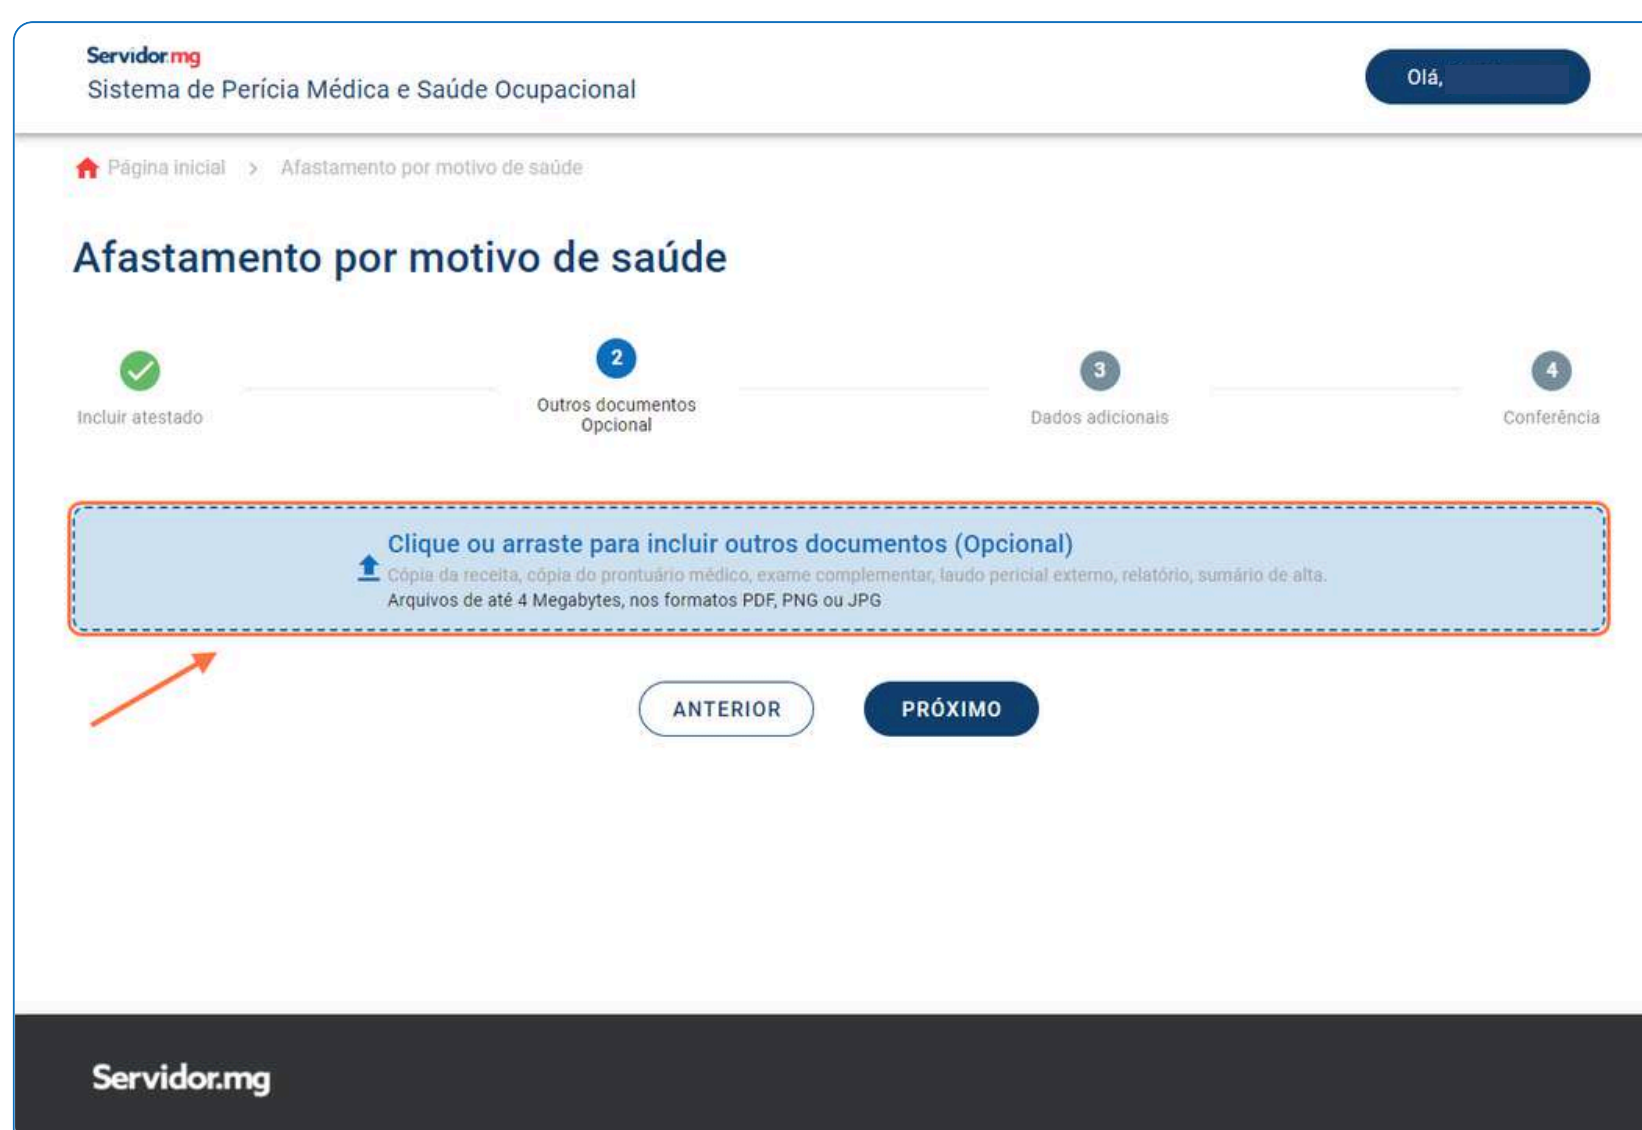 Servidor.mg
Sistema de Perícia Médica e Saúde Ocupacional
Olá,
Página inicial > Afastamento por motivo de saúde
Afastamento por motivo de saúde
2
3
4
Incluir atestado
Outros documentos
Opcional
Dados adicionais
Conferência
Clique ou arraste para incluir outros documentos (Opcional)
Cópia da receita, cópia do prontuário médico, exame complementar, laudo pericial externo, relatório, sumário de alta.
Arquivos de até 4 Megabytes, nos formatos PDF, PNG ou JPG
ANTERIOR
PRÓXIMO
Servidor.mg